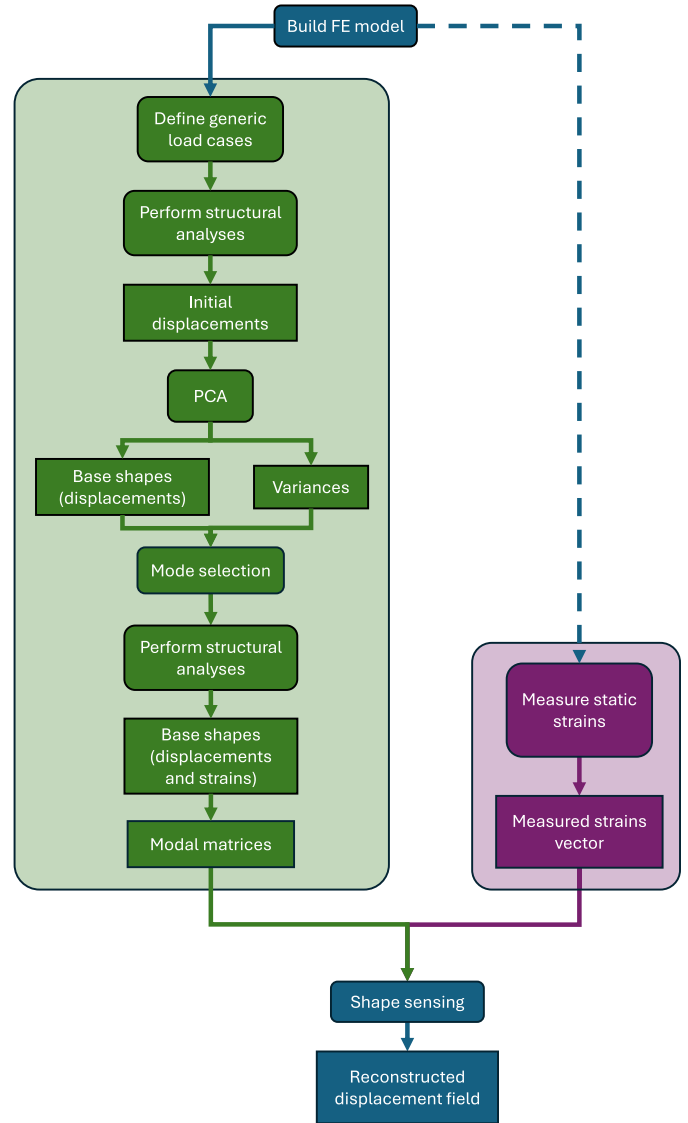 Build FE model
Define generic
load cases
Perform structural
analyses
Initial
displacements
PCA
Base shapes
(displacements)
Variances
Mode selection
Perform structural
analyses
Base shapes
(displacements
and strains)
Modal matrices
Measure static
strains
Measured strains
vector
Shape sensing
Reconstructed
displacement field